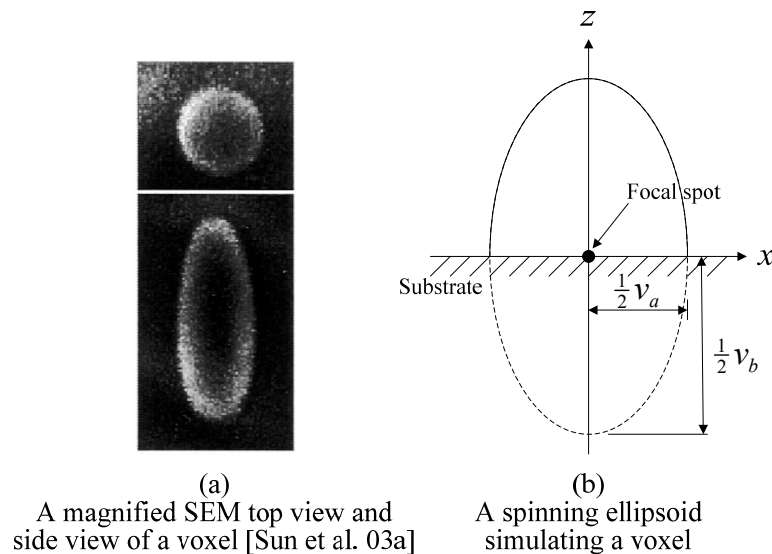 z
Focal spot
x
Substrate
½ vₐ
½ v_b
(a)
A magnified SEM top view and
side view of a voxel [Sun et al. 03a]
(b)
A spinning ellipsoid
simulating a voxel